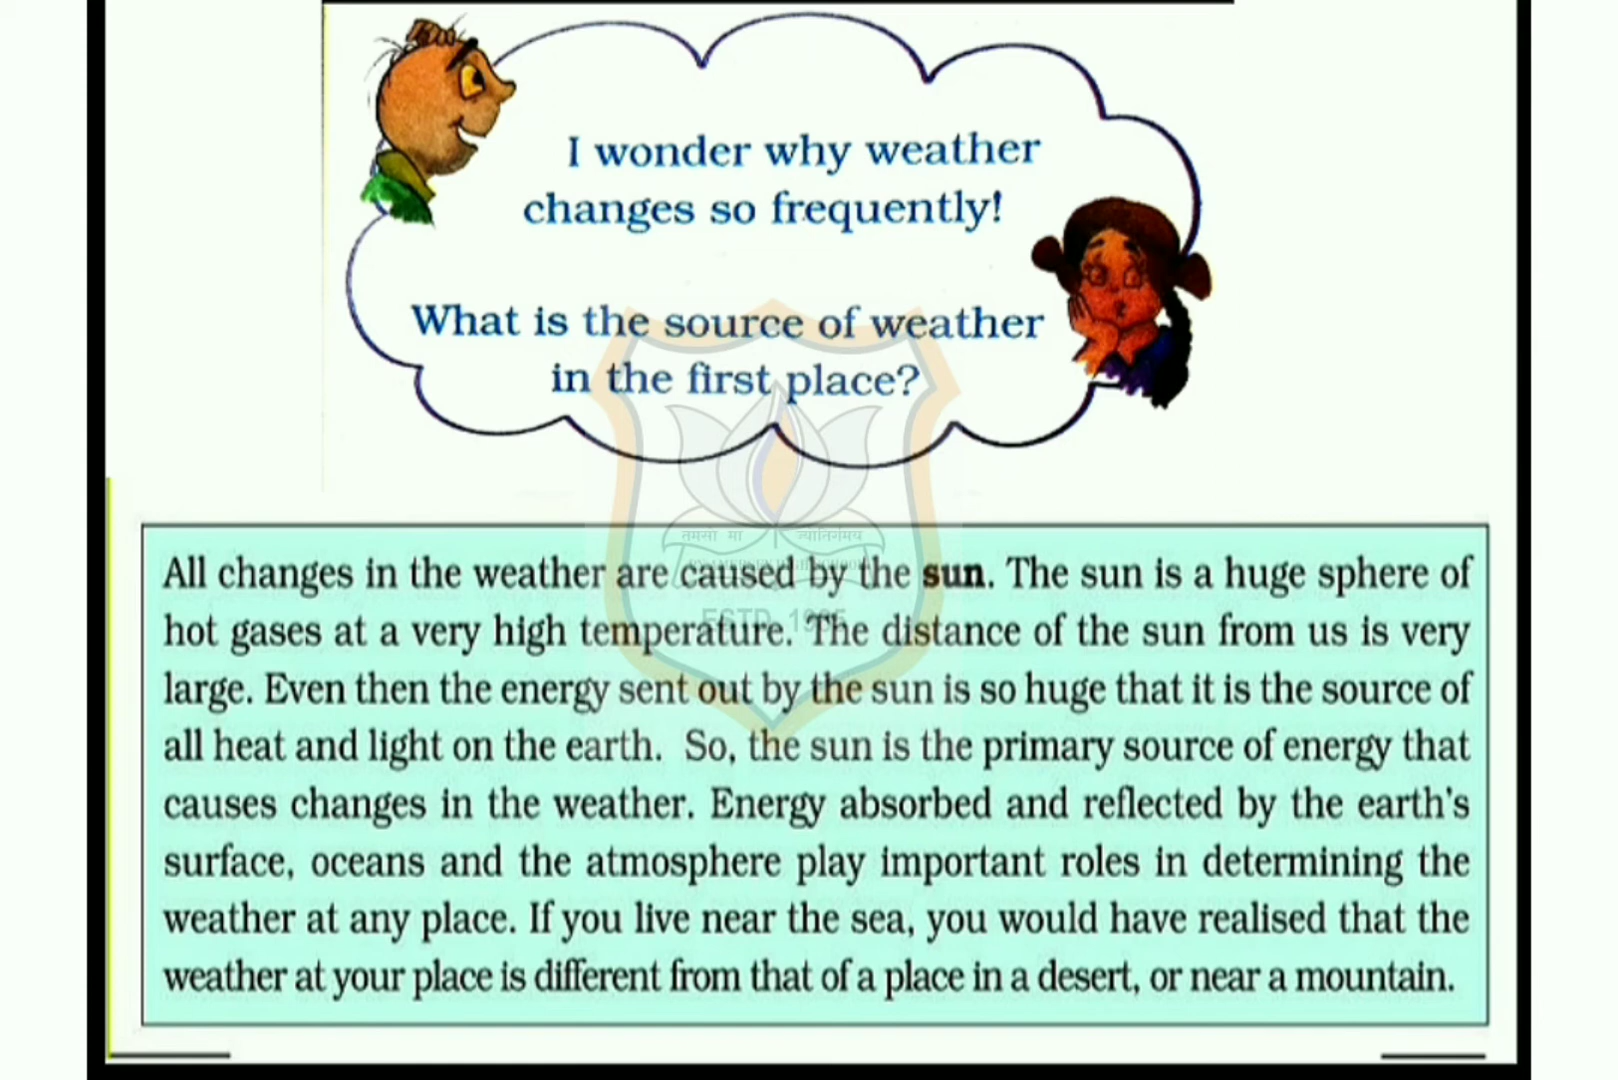 I wonder why weather
changes so frequently!
What is the source of weather
in the first place?
तमसो मा ज्योतिर्गमय
ESTD. 1985
All changes in the weather are caused by the sun. The sun is a huge sphere of
hot gases at a very high temperature. The distance of the sun from us is very
large. Even then the energy sent out by the sun is so huge that it is the source of
all heat and light on the earth. So, the sun is the primary source of energy that
causes changes in the weather. Energy absorbed and reflected by the earth's
surface, oceans and the atmosphere play important roles in determining the
weather at any place. If you live near the sea, you would have realised that the
weather at your place is different from that of a place in a desert, or near a mountain.